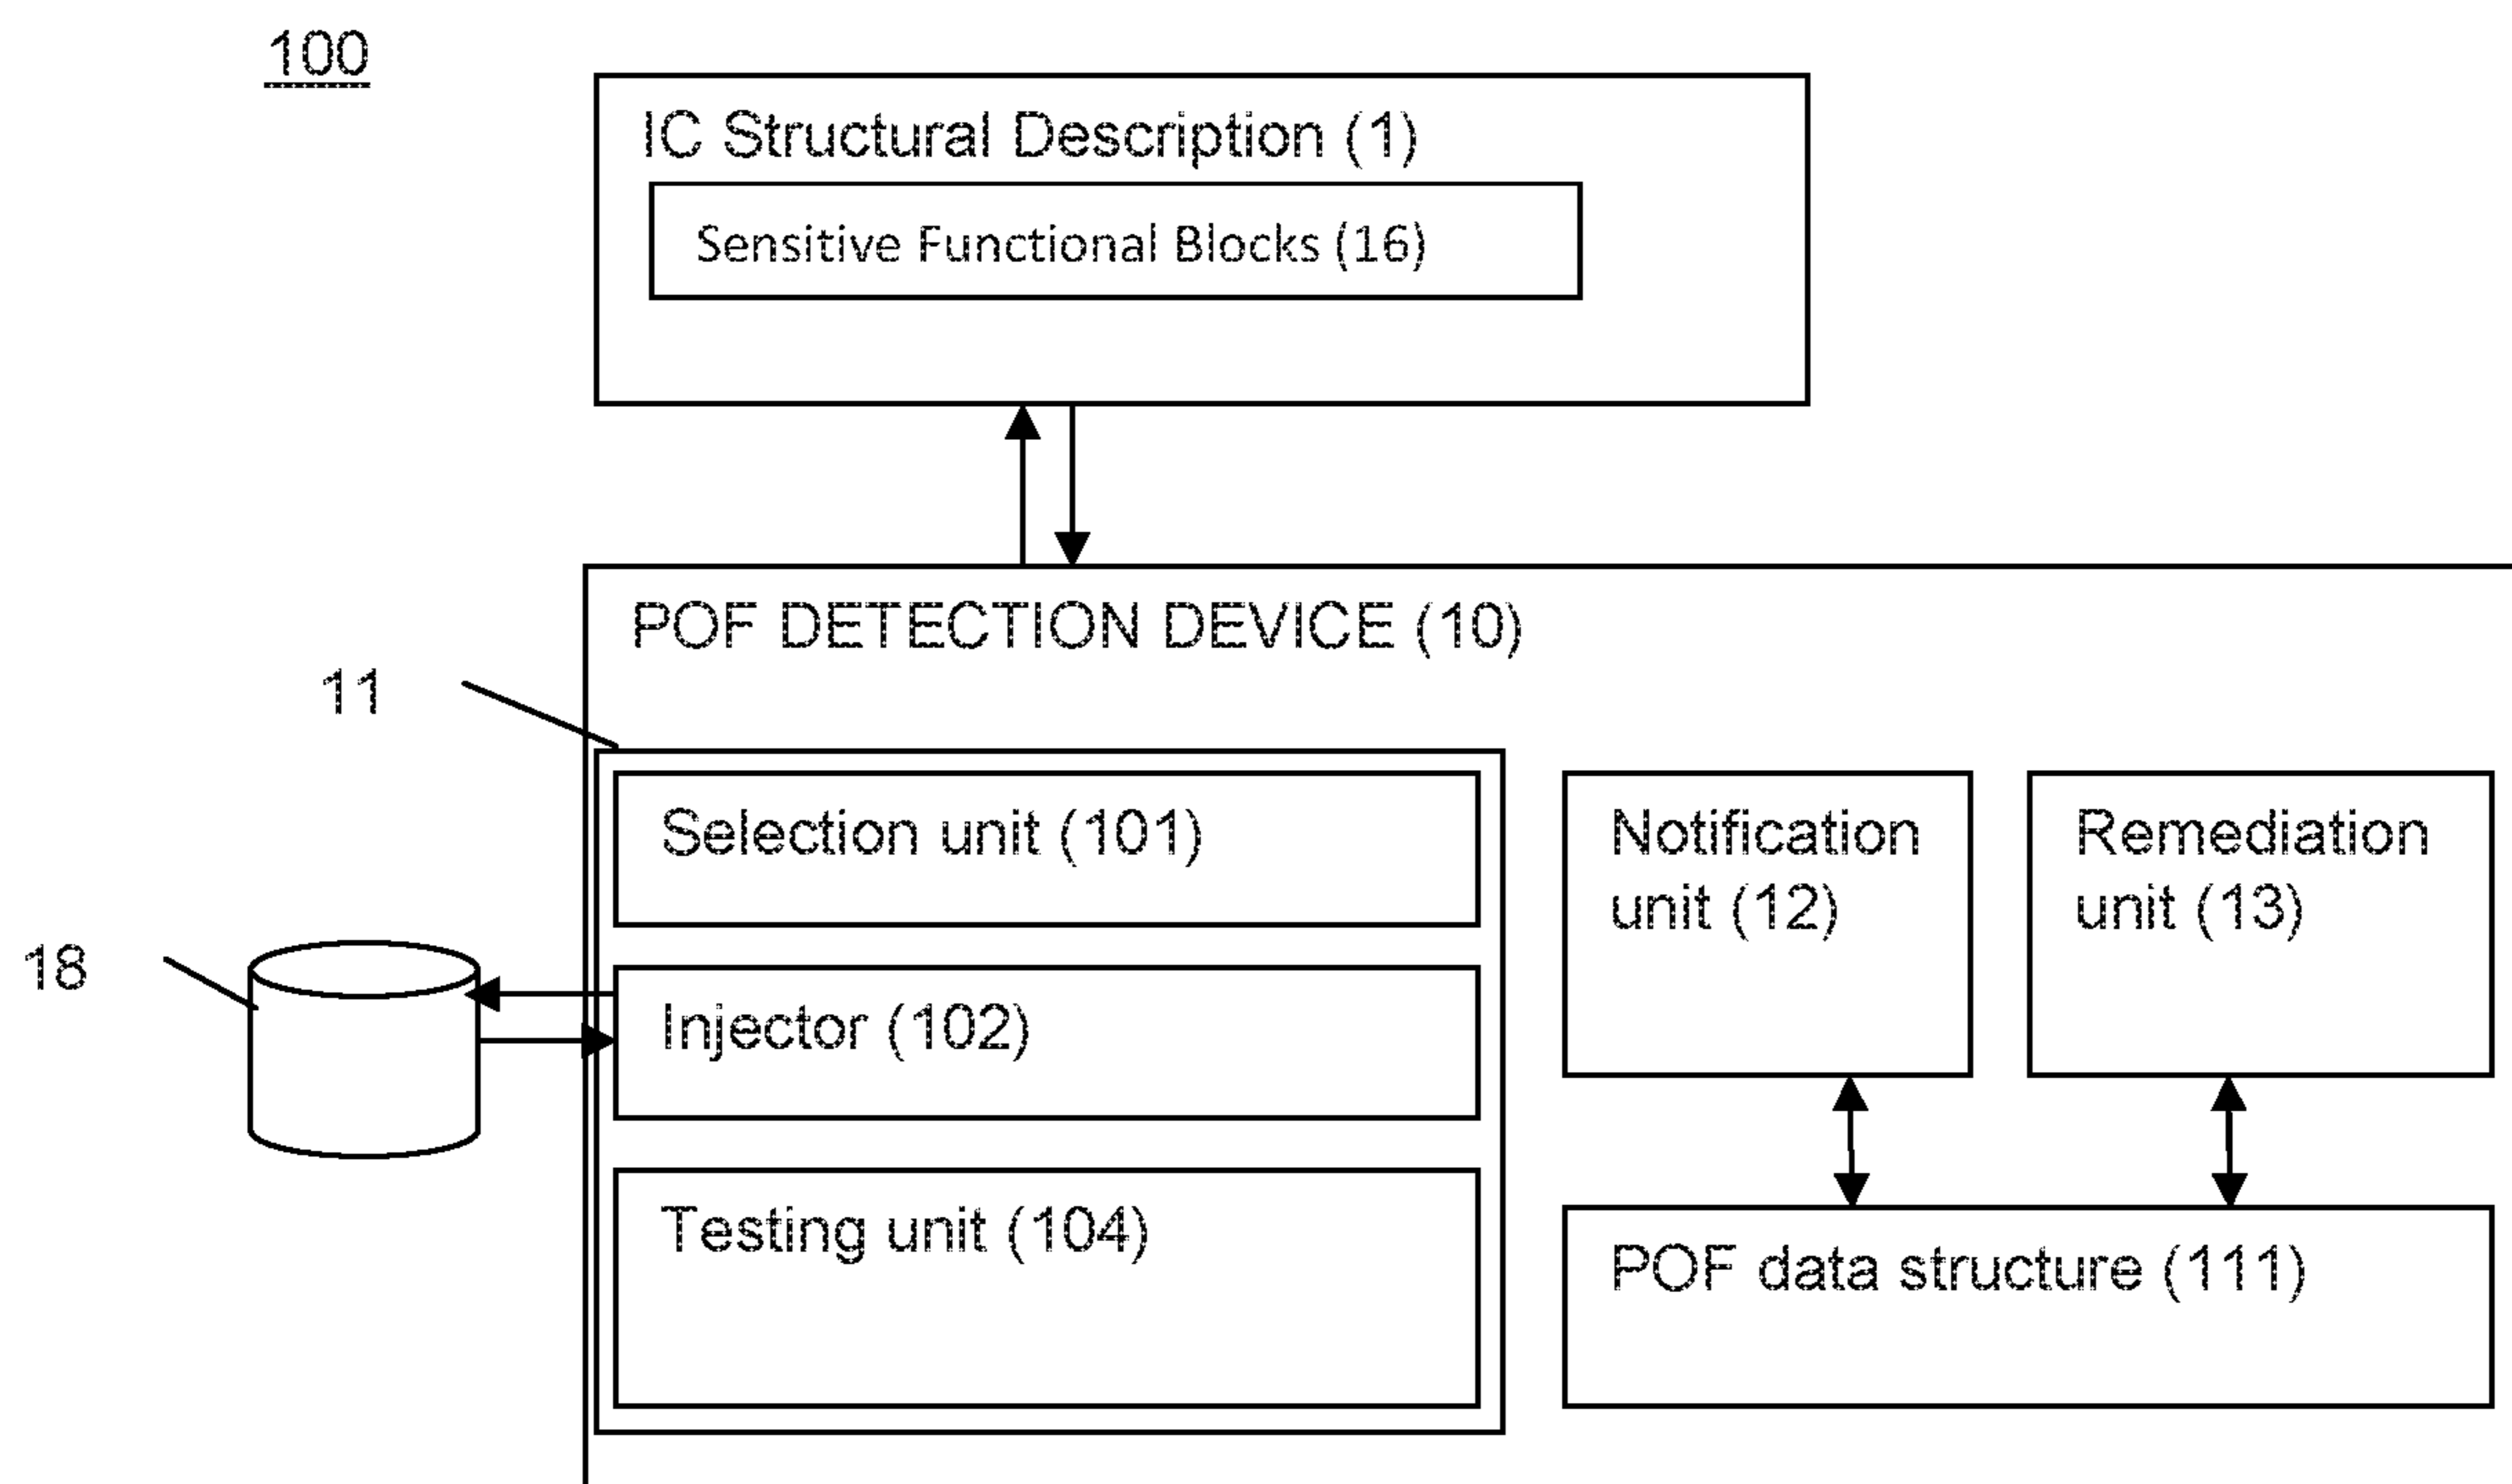 100
IC Structural Description (1)
Sensitive Functional Blocks (16)
POF DETECTION DEVICE (10)
11
Selection unit (101)
Notification
unit (12)
Remediation
unit (13)
18
Injector (102)
Testing unit (104)
POF data structure (111)